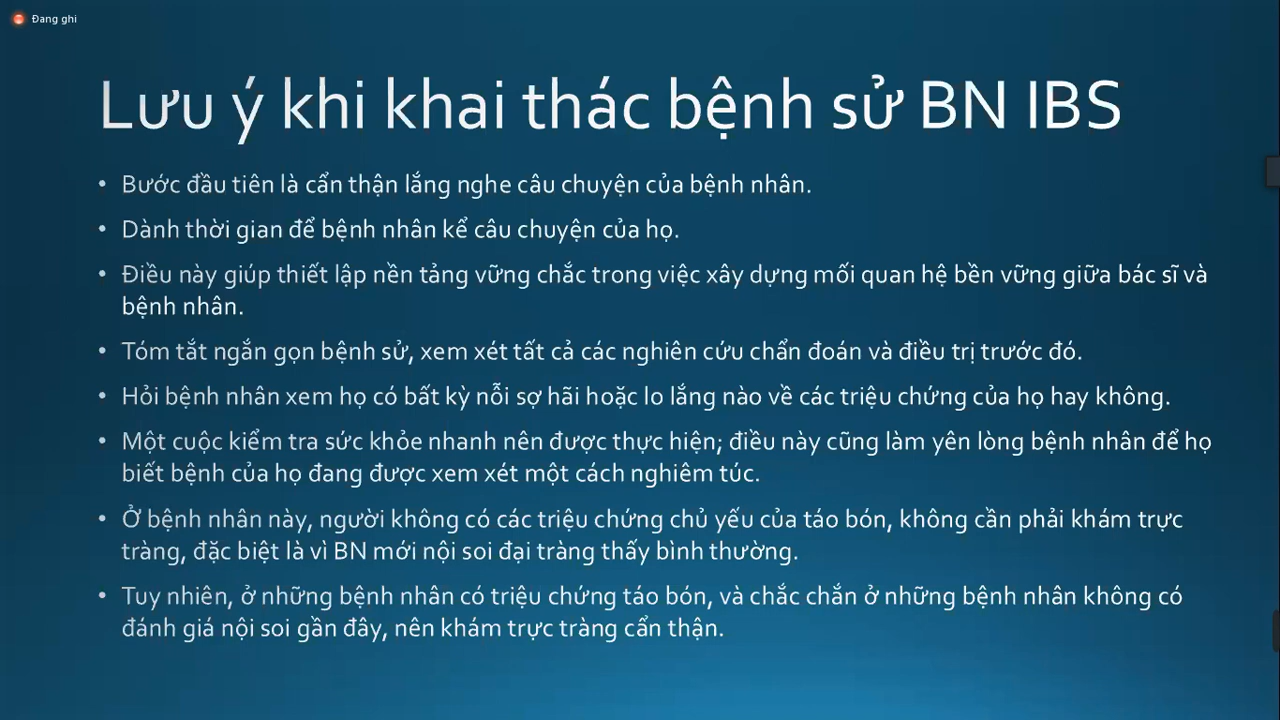 Đang ghi
Lưu ý khi khai thác bệnh sử BN IBS
• Bước đầu tiên là cẩn thận lắng nghe câu chuyện của bệnh nhân.
• Dành thời gian để bệnh nhân kể câu chuyện của họ.
• Điều này giúp thiết lập nền tảng vững chắc trong việc xây dựng mối quan hệ bền vững giữa bác sĩ và
bệnh nhân.
• Tóm tắt ngắn gọn bệnh sử, xem xét tất cả các nghiên cứu chẩn đoán và điều trị trước đó.
• Hỏi bệnh nhân xem họ có bất kỳ nỗi sợ hãi hoặc lo lắng nào về các triệu chứng của họ hay không.
• Một cuộc kiểm tra sức khỏe nhanh nên được thực hiện; điều này cũng làm yên lòng bệnh nhân để họ
biết bệnh của họ đang được xem xét một cách nghiêm túc.
• Ở bệnh nhân này, người không có các triệu chứng chủ yếu của táo bón, không cần phải khám trực
tràng, đặc biệt là vì BN mới nội soi đại tràng thấy bình thường.
• Tuy nhiên, ở những bệnh nhân có triệu chứng táo bón, và chắc chắn ở những bệnh nhân không có
đánh giá nội soi gần đây, nên khám trực tràng cẩn thận.